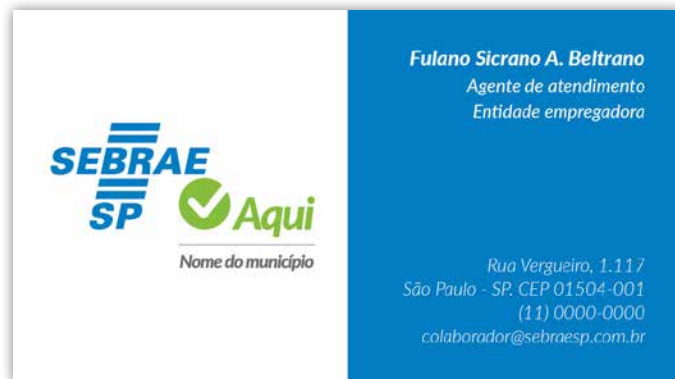 SEBRAE
SP
Aqui
Nome do município
Fulano Sicrano A. Beltrano
Agente de atendimento
Entidade empregadora
Rua Vergueiro, 1.117
São Paulo - SP. CEP 01504-001
(11) 0000-0000
colaborador@sebraesp.com.br